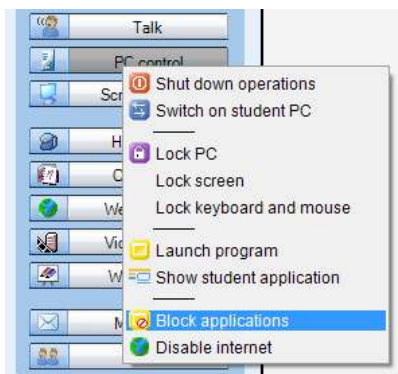 Talk
PC control
Shut down operations
Switch on student PC
Lock PC
Lock screen
Lock keyboard and mouse
Launch program
Show student application
Block applications
Disable internet